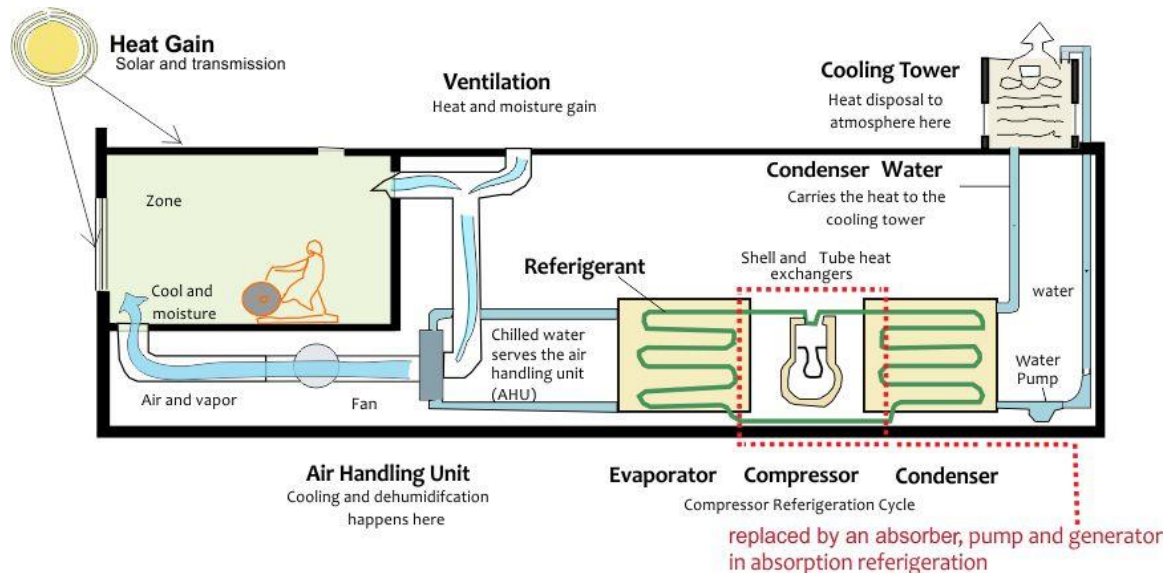 Heat Gain
Solar and transmission
Ventilation
Heat and moisture gain
Cooling Tower
Heat disposal to
atmosphere here
Zone
Condenser Water
Carries the heat to the
cooling tower
Referigerant
Shell and Tube heat
exchangers
Cool and
moisture
water
Chilled water
serves the air
handling unit
(AHU)
Water
Pump
Air and vapor
Fan
Air Handling Unit
Cooling and dehumidifcation
happens here
Evaporator
Compressor
Condenser
Compressor Referigeration Cycle
replaced by an absorber, pump and generator
in absorption referigeration